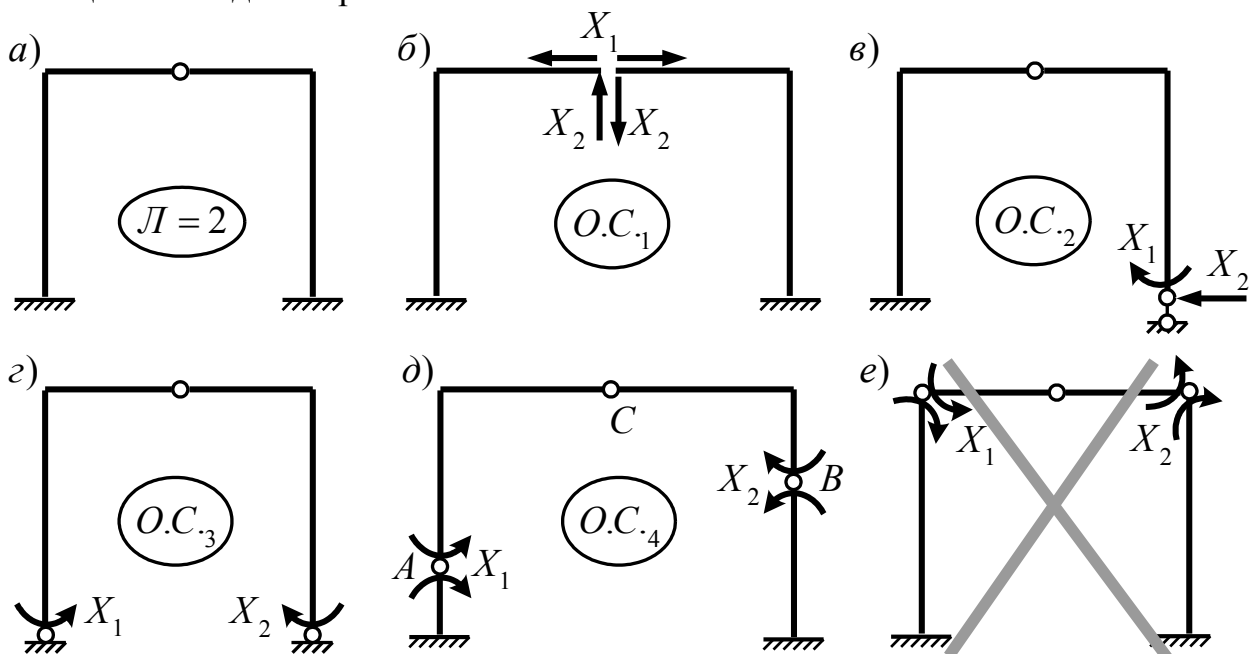 а)
Л = 2
б)
X₁
X₂ X₂
О.С.₁
в)
О.С.₂
X₁
X₂
г)
О.С.₃
X₁ X₂
д)
C
X₂ B
A X₁
О.С.₄
е)
X₁ X₂